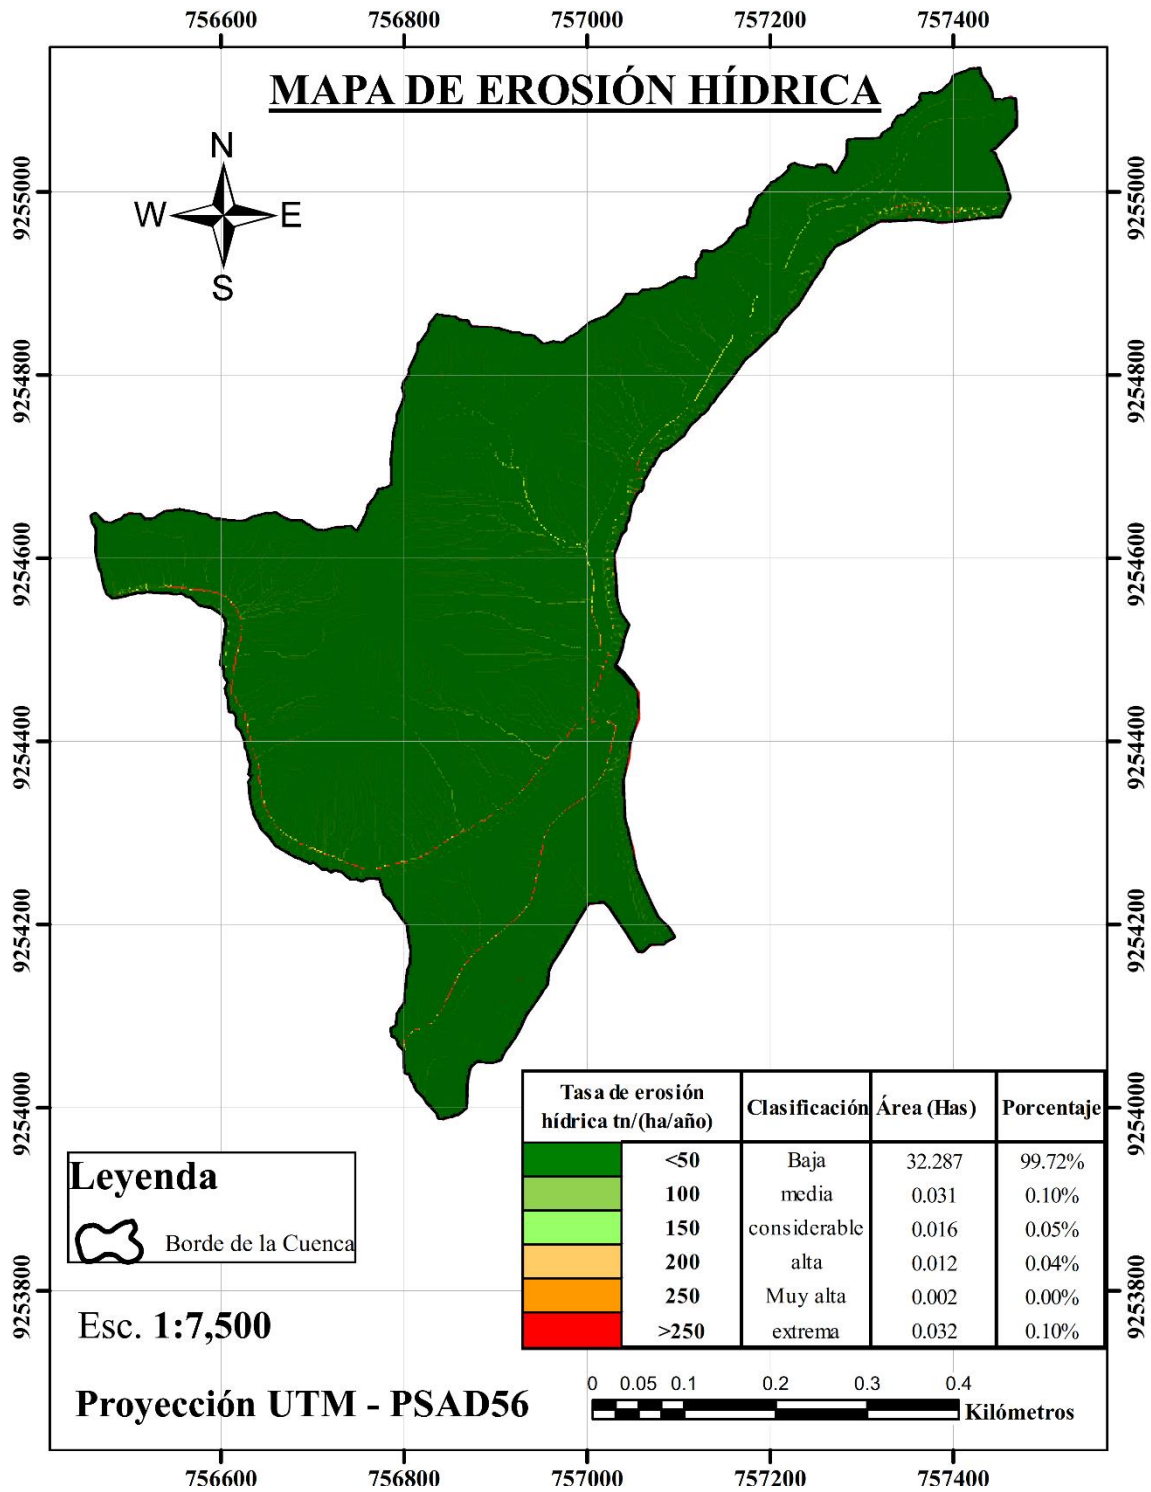 756600 756800 757000 757200 757400
MAPA DE EROSIÓN HÍDRICA
N
W E
S
9255000 9255000
9254800 9254800
9254600 9254600
9254400 9254400
9254200 9254200
9254000 9254000
9253800 9253800
Tasa de erosión
hídrica tn/(ha/año) Clasificación Área (Has) Porcentaje
<50 Baja 32.287 99.72%
100 media 0.031 0.10%
150 considerable 0.016 0.05%
200 alta 0.012 0.04%
250 Muy alta 0.002 0.00%
>250 extrema 0.032 0.10%
Leyenda
Borde de la Cuenca
Esc. 1:7,500
Proyección UTM - PSAD56
0 0.05 0.1 0.2 0.3 0.4
Kilómetros
756600 756800 757000 757200 757400